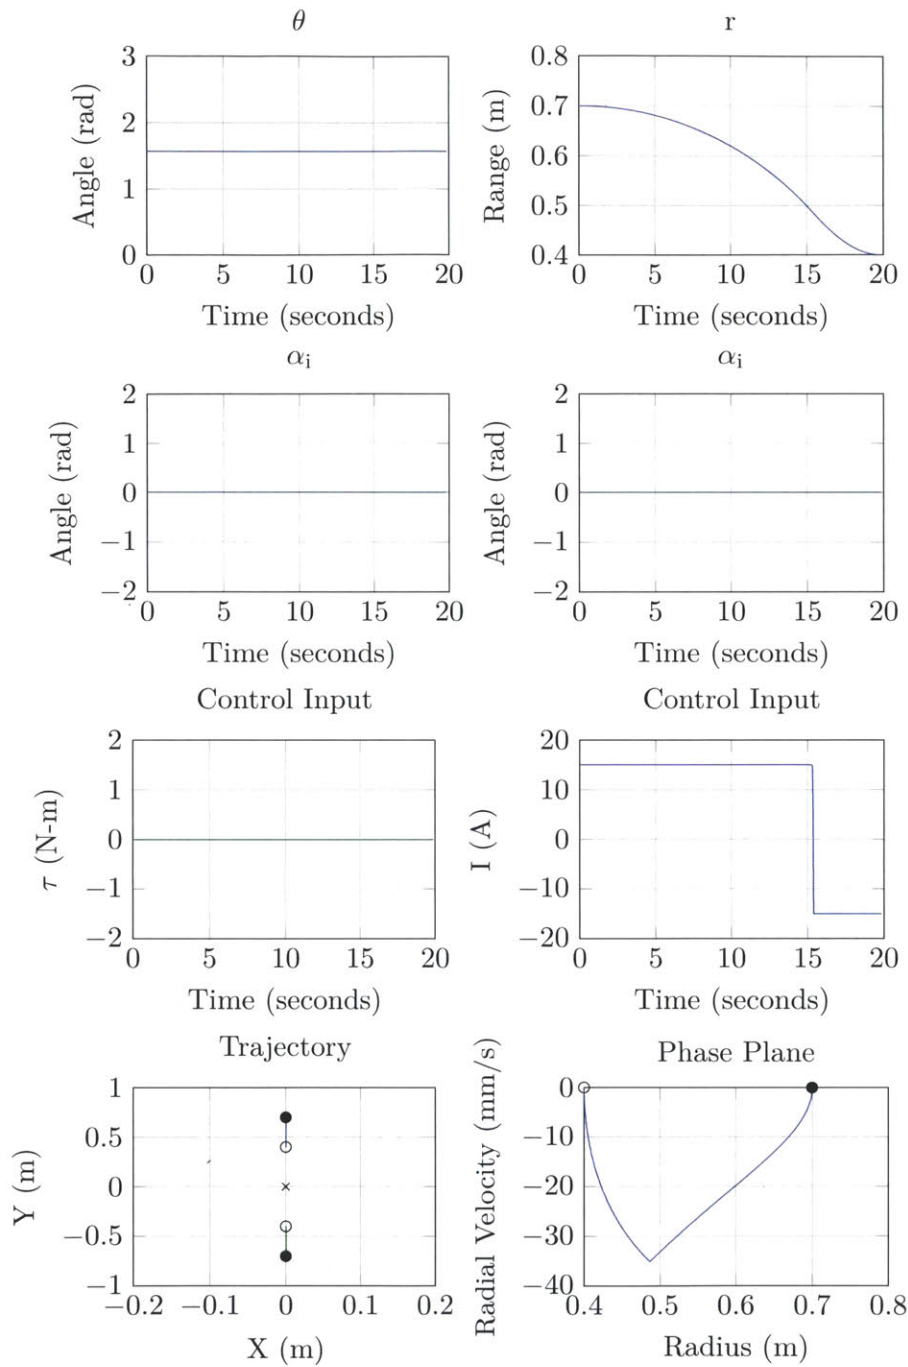 θ
3
2
1
0
0 5 10 15 20
Angle (rad)
Time (seconds)
r
0.8
0.7
0.6
0.5
0.4
0 5 10 15 20
Range (m)
Time (seconds)
αi
2
1
0
−1
−2
0 5 10 15 20
Angle (rad)
Time (seconds)
αi
2
1
0
−1
−2
0 5 10 15 20
Angle (rad)
Time (seconds)
Control Input
2
1
0
−1
−2
0 5 10 15 20
τ (N-m)
Time (seconds)
Control Input
20
10
0
−10
−20
0 5 10 15 20
I (A)
Time (seconds)
Trajectory
1
0.5
0
−0.5
−1
−0.2 −0.1 0 0.1 0.2
Y (m)
X (m)
Phase Plane
0
−10
−20
−30
−40
0.4 0.5 0.6 0.7 0.8
Radial Velocity (mm/s)
Radius (m)